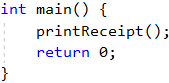 int main() {
    printReceipt();
    return 0;
}